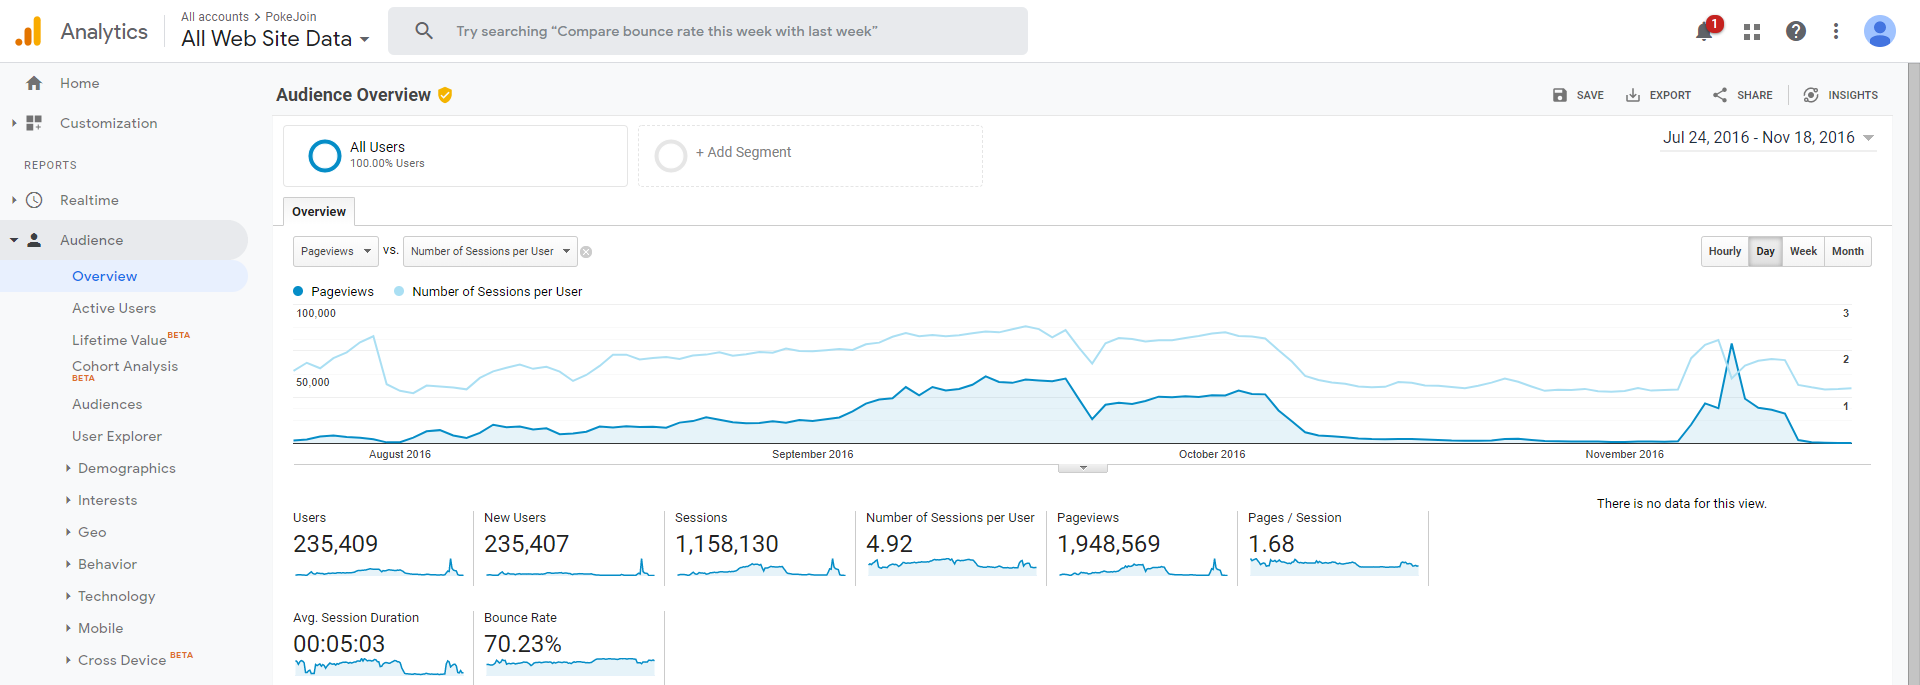 Analytics
All accounts > PokeJoin
All Web Site Data
Try searching “Compare bounce rate this week with last week”
1
Home
Customization
REPORTS
Realtime
Audience
Overview
Active Users
Lifetime Value BETA
Cohort Analysis
BETA
Audiences
User Explorer
Demographics
Interests
Geo
Behavior
Technology
Mobile
Cross Device BETA
Audience Overview
SAVE
EXPORT
SHARE
INSIGHTS
All Users
100.00% Users
+ Add Segment
Jul 24, 2016 - Nov 18, 2016
Overview
Pageviews
vs.
Number of Sessions per User
Hourly
Day
Week
Month
Pageviews
Number of Sessions per User
100,000
3
2
50,000
1
August 2016
September 2016
October 2016
November 2016
There is no data for this view.
Users
235,409
New Users
235,407
Sessions
1,158,130
Number of Sessions per User
4.92
Pageviews
1,948,569
Pages / Session
1.68
Avg. Session Duration
00:05:03
Bounce Rate
70.23%